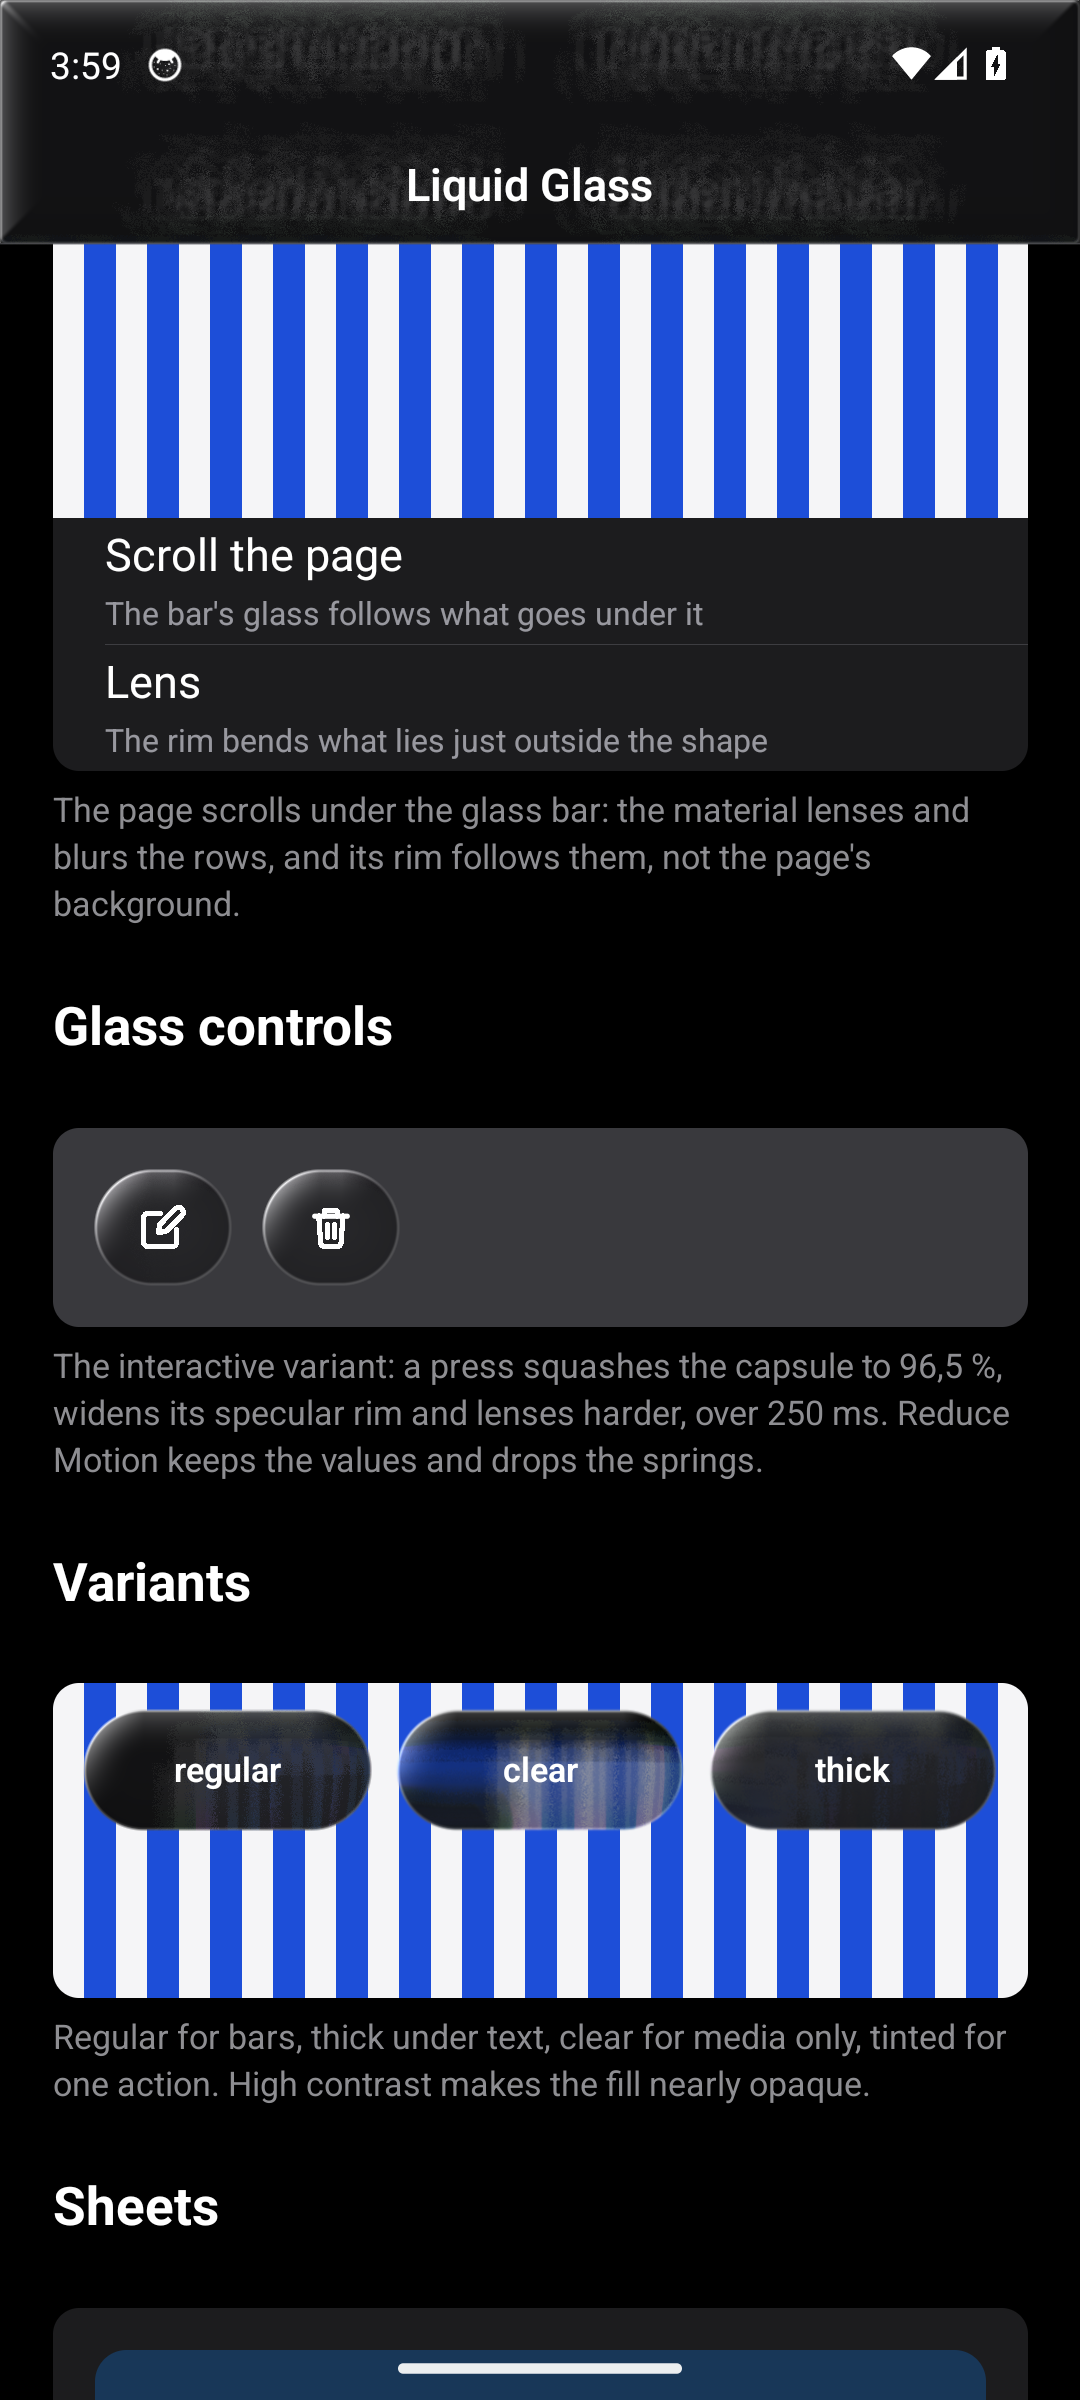 3:59
Liquid Glass
Scroll the page
The bar's glass follows what goes under it
Lens
The rim bends what lies just outside the shape
The page scrolls under the glass bar: the material lenses and
blurs the rows, and its rim follows them, not the page's
background.
Glass controls
The interactive variant: a press squashes the capsule to 96,5 %,
widens its specular rim and lenses harder, over 250 ms. Reduce
Motion keeps the values and drops the springs.
Variants
regular clear thick
Regular for bars, thick under text, clear for media only, tinted for
one action. High contrast makes the fill nearly opaque.
Sheets